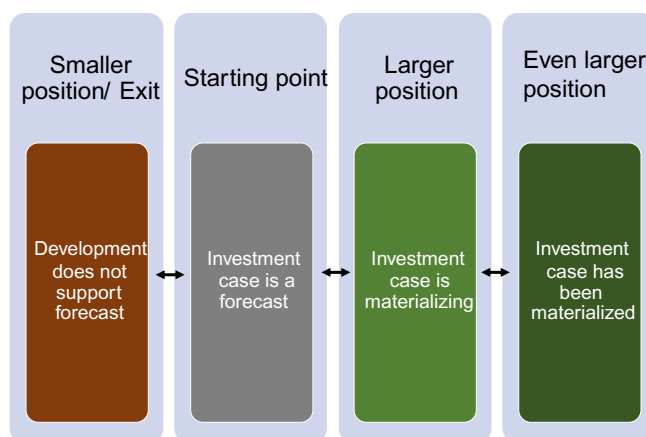 Smaller
position/ Exit
Development
does not
support
forecast
Starting point
Investment
case is a
forecast
Larger
position
Investment
case is
materializing
Even larger
position
Investment
case has
been
materialized